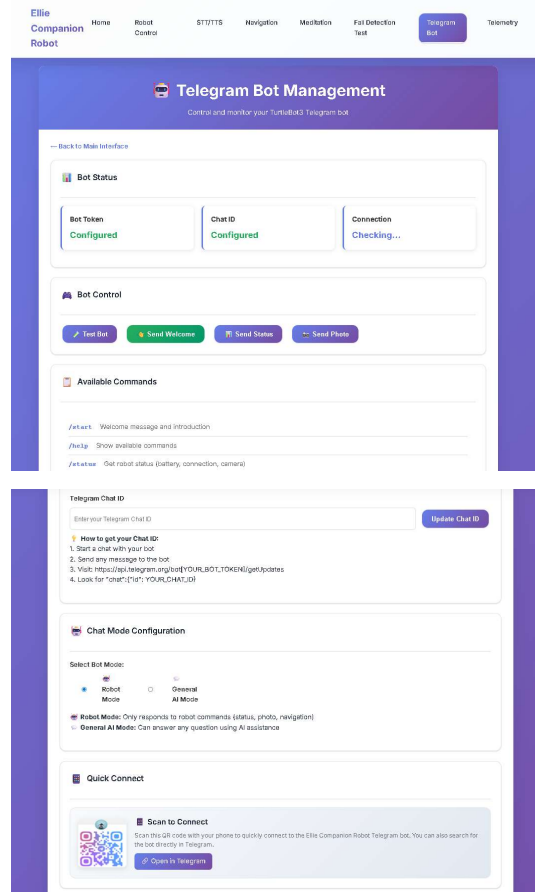 Ellie
Companion
Robot
Home
Robot
Control
STT/TTS
Navigation
Meditation
Fall Detection
Test
Telegram
Bot
Telemetry
Telegram Bot Management
Control and monitor your TurtleBot3 Telegram bot
← Back to Main Interface
Bot Status
Bot Token
Configured
Chat ID
Configured
Connection
Checking...
Bot Control
Test Bot
Send Welcome
Send Status
Send Photo
Available Commands
/start Welcome message and introduction
/help Show available commands
/status Get robot status (battery, connection, camera)
Telegram Chat ID
Enter your Telegram Chat ID
Update Chat ID
How to get your Chat ID:
1. Start a chat with your bot
2. Send any message to the bot
3. Visit: https://api.telegram.org/bot[YOUR_BOT_TOKEN]/getUpdates
4. Look for "chat":{"id": YOUR_CHAT_ID}
Chat Mode Configuration
Select Bot Mode:
Robot
Mode
General
AI Mode
Robot Mode: Only responds to robot commands (status, photo, navigation)
General AI Mode: Can answer any question using AI assistance
Quick Connect
Scan to Connect
Scan this QR code with your phone to quickly connect to the Ellie Companion Robot Telegram bot. You can also search for
the bot directly in Telegram.
Open in Telegram